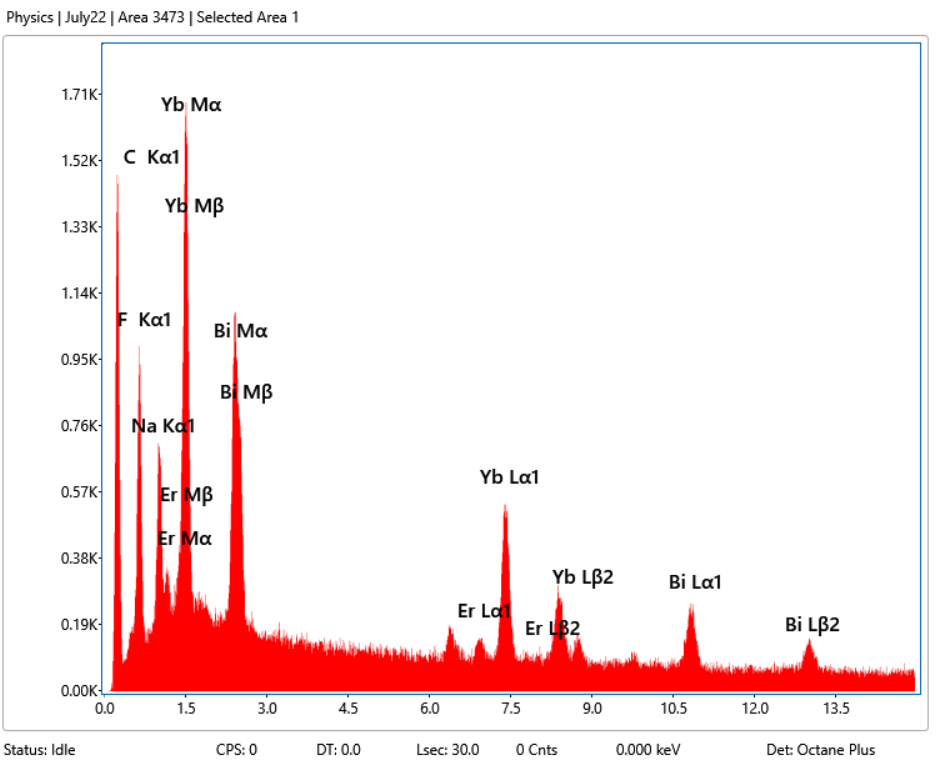 Physics | July22 | Area 3473 | Selected Area 1
1.71K
Yb Mα
1.52K
C Kα1
Yb Mβ
1.33K
1.14K
F Kα1
Bi Mα
0.95K
Bi Mβ
0.76K
Na Kα1
Yb Lα1
0.57K
Er Mβ
Er Mα
0.38K
Yb Lβ2
Bi Lα1
Er Lα1
0.19K
Er Lβ2
Bi Lβ2
0.00K
0.0 1.5 3.0 4.5 6.0 7.5 9.0 10.5 12.0 13.5
Status: Idle CPS: 0 DT: 0.0 Lsec: 30.0 0 Cnts 0.000 keV Det: Octane Plus